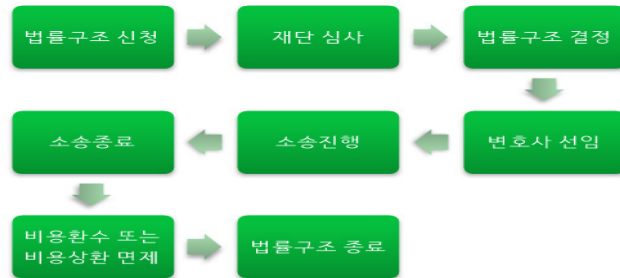 법률구조 신청
재단 심사
법률구조 결정
변호사 선임
소송진행
소송종료
비용환수 또는
비용상환 면제
법률구조 종료